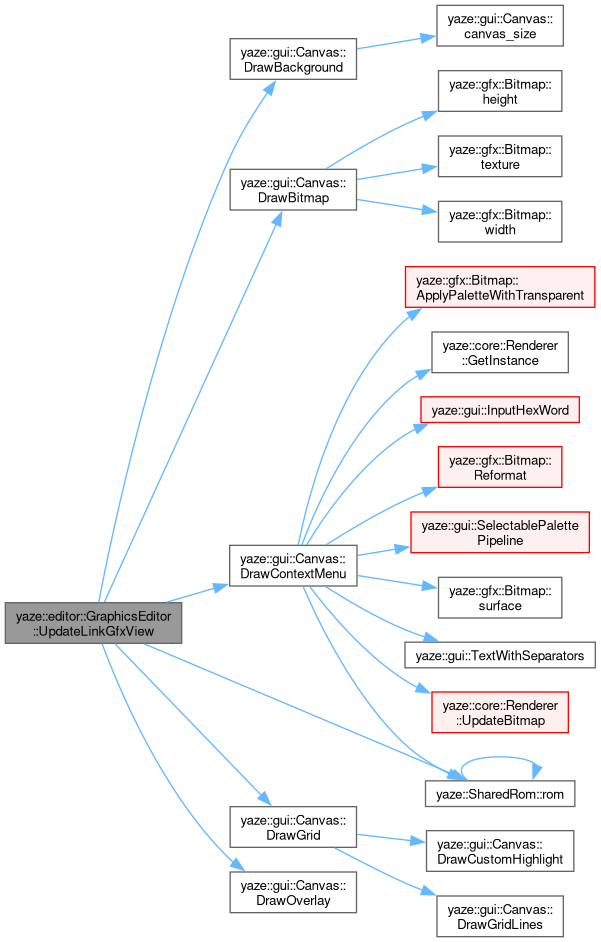 yaze::gui::Canvas::
canvas_size
yaze::gui::Canvas::
DrawBackground
yaze::gfx::Bitmap::
height
yaze::gfx::Bitmap::
texture
yaze::gui::Canvas::
DrawBitmap
yaze::gfx::Bitmap::
width
yaze::gfx::Bitmap::
ApplyPaletteWithTransparent
yaze::core::Renderer
::GetInstance
yaze::gui::InputHexWord
yaze::gfx::Bitmap::
Reformat
yaze::gui::SelectablePalette
Pipeline
yaze::gui::Canvas::
DrawContextMenu
yaze::gfx::Bitmap::
surface
yaze::editor::GraphicsEditor
::UpdateLinkGfxView
yaze::gui::TextWithSeparators
yaze::core::Renderer
::UpdateBitmap
yaze::SharedRom::rom
yaze::gui::Canvas::
DrawGrid
yaze::gui::Canvas::
DrawCustomHighlight
yaze::gui::Canvas::
DrawOverlay
yaze::gui::Canvas::
DrawGridLines